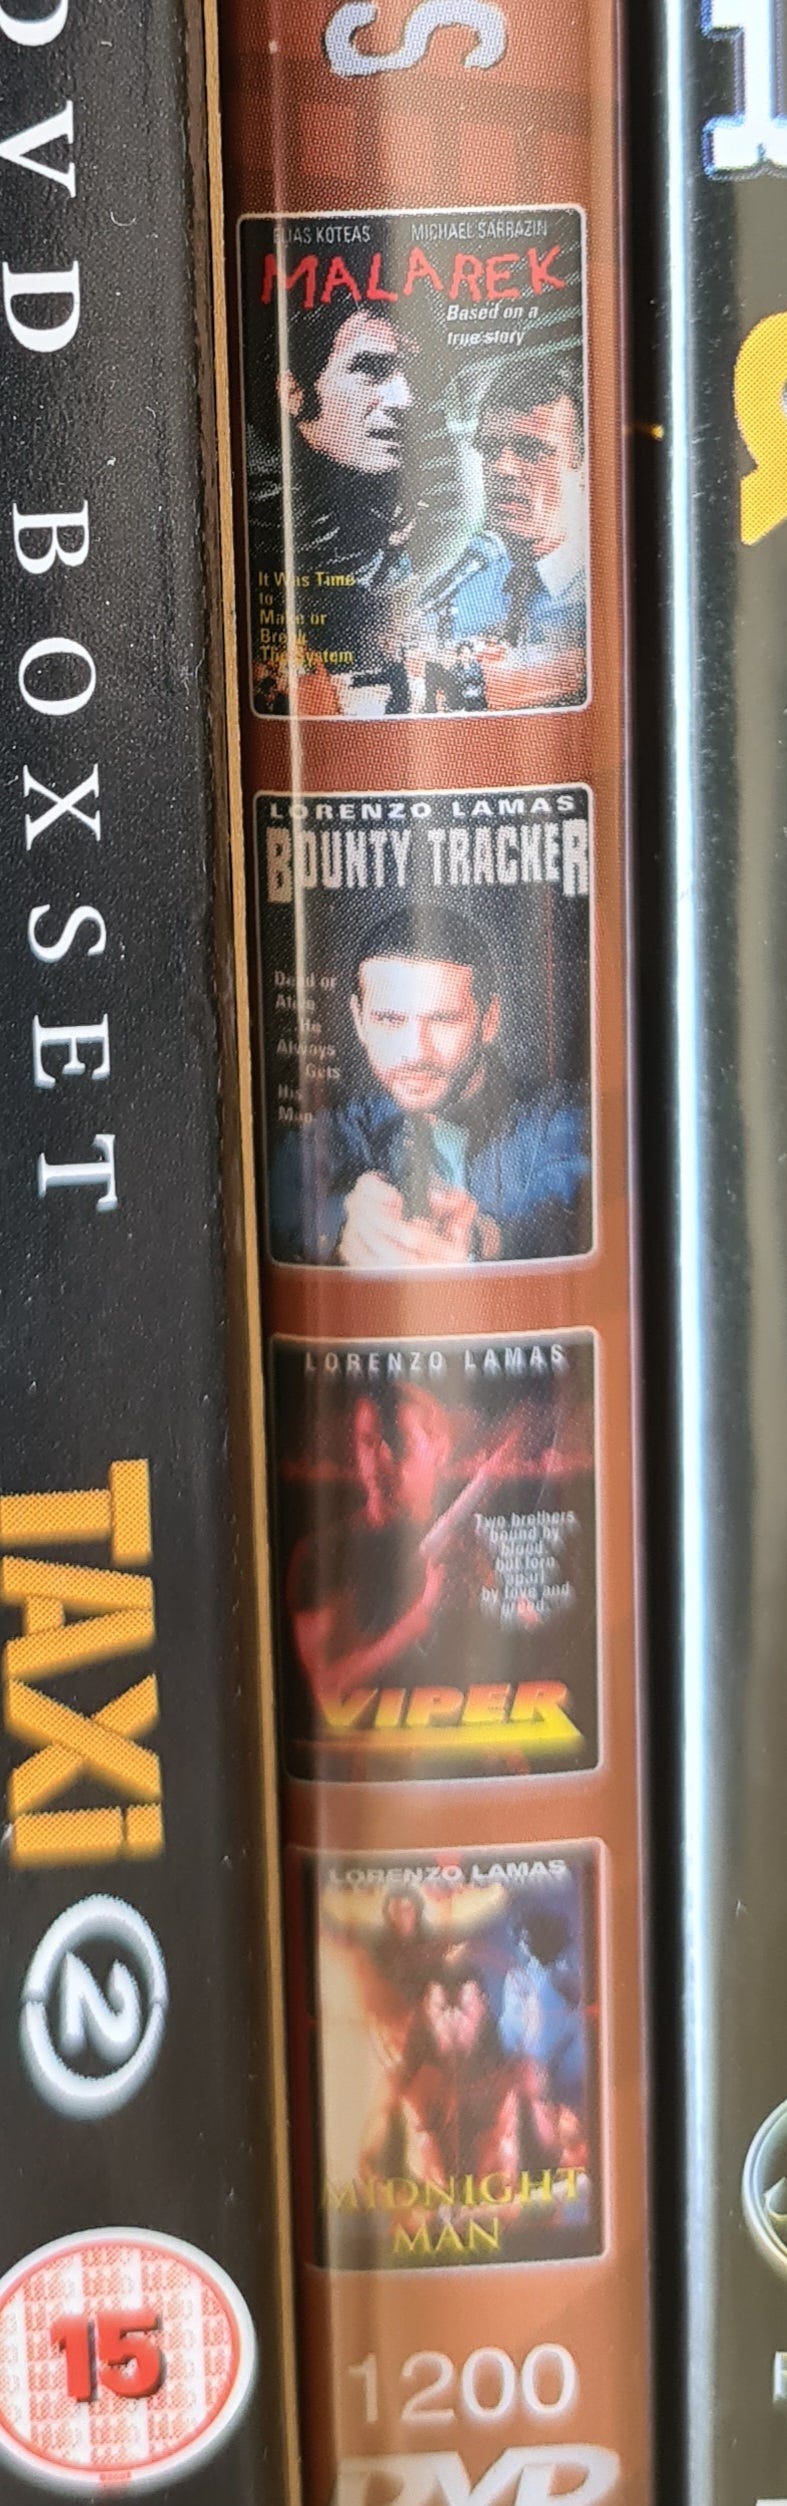 DVD BOXSET
TAXi
2
15
S
ELIAS KOTEAS MICHAEL SARRAZIN
MALAREK
Based on a
true story
It Was Time
to
Make or
Break
The System
LORENZO LAMAS
BOUNTY TRACKER
Dead or
Alive
He
Always
Gets
His
Man
LORENZO LAMAS
Two brothers
bound by
blood
but torn
apart
by love and
greed.
VIPER
LORENZO LAMAS
MIDNIGHT
MAN
1200
DVD